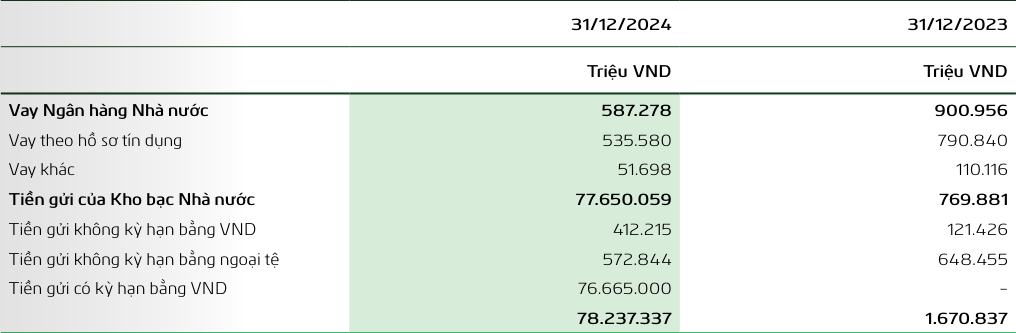 31/12/2024 31/12/2023
Triệu VND Triệu VND
Vay Ngân hàng Nhà nước 587.278 900.956
Vay theo hồ sơ tín dụng 535.580 790.840
Vay khác 51.698 110.116
Tiền gửi của Kho bạc Nhà nước 77.650.059 769.881
Tiền gửi không kỳ hạn bằng VND 412.215 121.426
Tiền gửi không kỳ hạn bằng ngoại tệ 572.844 648.455
Tiền gửi có kỳ hạn bằng VND 76.665.000 –
78.237.337 1.670.837